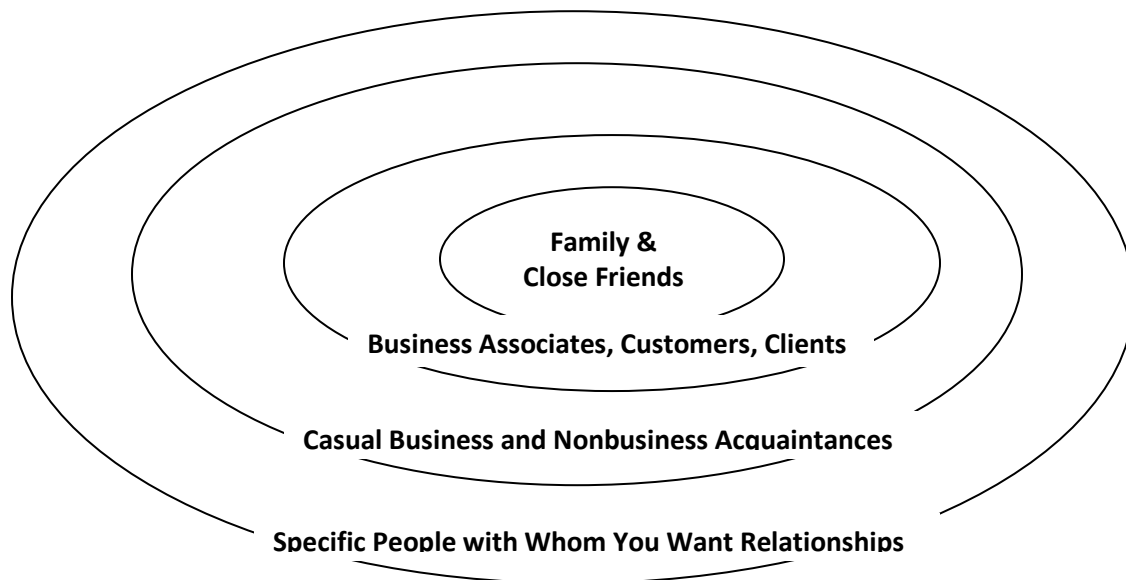 Family &
Close Friends
Business Associates, Customers, Clients
Casual Business and Nonbusiness Acquaintances
Specific People with Whom You Want Relationships